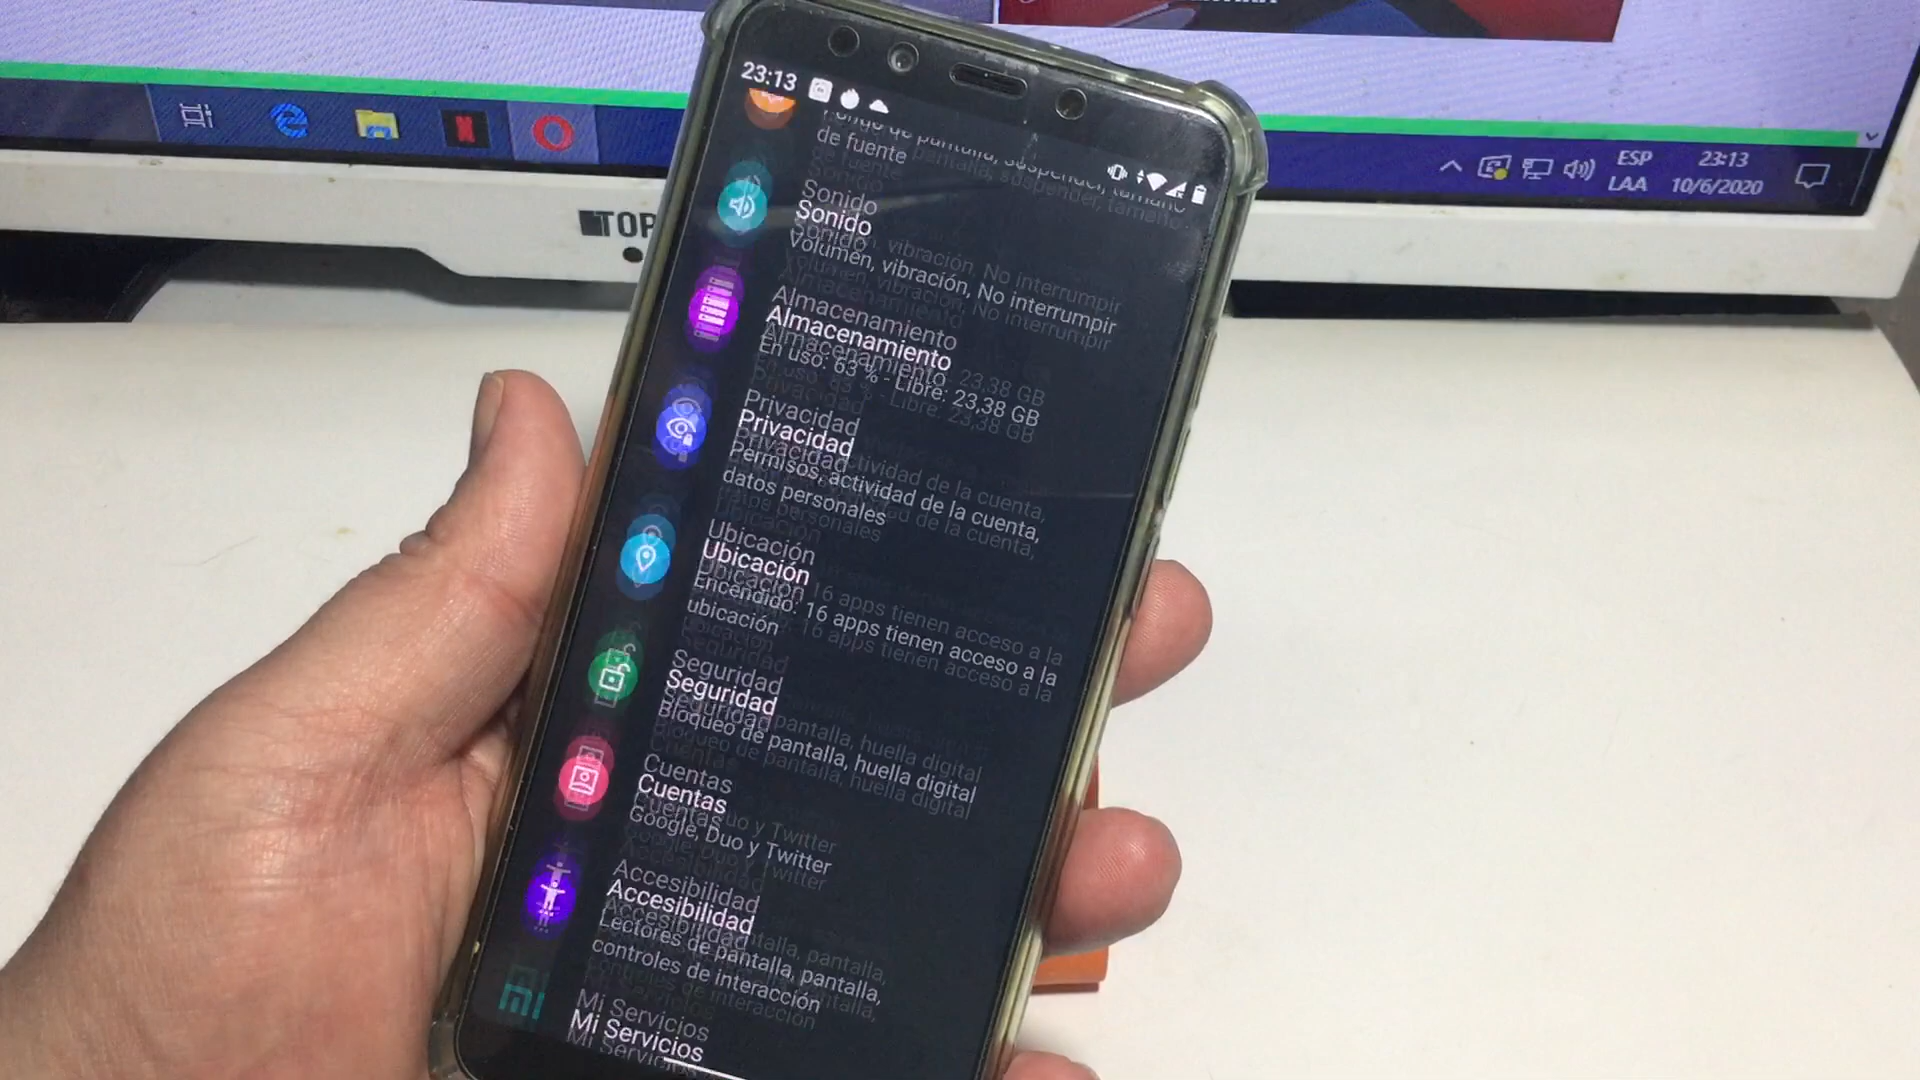 23:13
de fuente
Sonido
Volumen, vibración, No interrumpir
Almacenamiento
En uso: 63 % - Libre: 23,38 GB
Privacidad
Permisos, actividad de la cuenta,
datos personales
Ubicación
Encendido: 16 apps tienen acceso a la
ubicación
Seguridad
Bloqueo de pantalla, huella digital
Cuentas
Google, Duo y Twitter
Accesibilidad
Lectores de pantalla, pantalla,
controles de interacción
Mi Servicios
TOP
ESP
LAA
23:13
10/6/2020